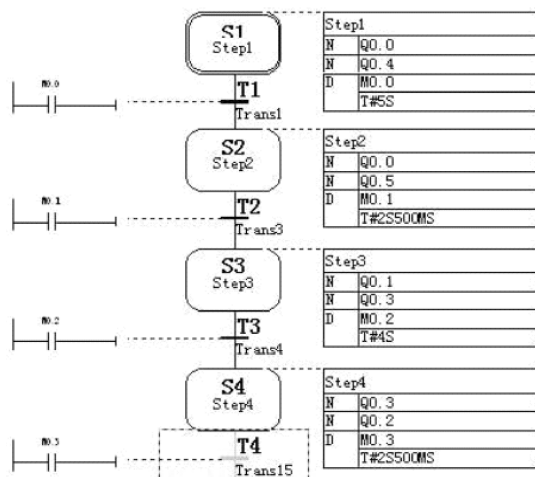 S1
Step1
Step1
N Q0.0
N Q0.4
D M0.0
T#5S
M0.0
T1
Trans1
S2
Step2
Step2
N Q0.0
N Q0.5
D M0.1
T#2S500MS
M0.1
T2
Trans3
S3
Step3
Step3
N Q0.1
N Q0.3
D M0.2
T#4S
M0.2
T3
Trans4
S4
Step4
Step4
N Q0.3
N Q0.2
D M0.3
T#2S500MS
M0.3
T4
Trans15